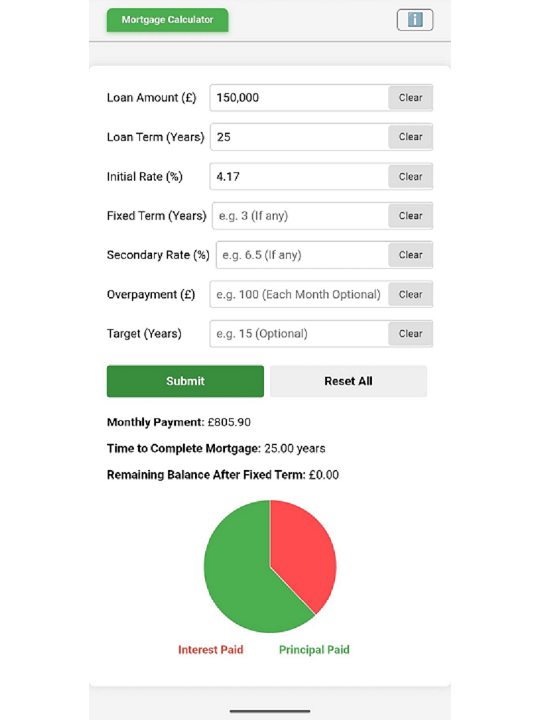 Mortgage Calculator
Loan Amount (£) 150,000 Clear
Loan Term (Years) 25 Clear
Initial Rate (%) 4.17 Clear
Fixed Term (Years) e.g. 3 (If any) Clear
Secondary Rate (%) e.g. 6.5 (If any) Clear
Overpayment (£) e.g. 100 (Each Month Optional) Clear
Target (Years) e.g. 15 (Optional) Clear
Submit Reset All
Monthly Payment: £805.90
Time to Complete Mortgage: 25.00 years
Remaining Balance After Fixed Term: £0.00
Interest Paid Principal Paid